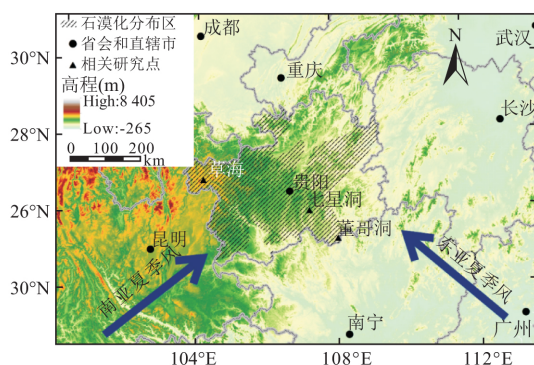 石漠化分布区
省会和直辖市
相关研究点
高程(m)
High:8 405
Low:-265
0 100 200
km
成都
重庆
武汉
长沙
N
草海
贵阳
七星洞
董哥洞
昆明
南亚夏季风
东亚夏季风
南宁
广州
31°N
28°N
26°N
30°N
104°E
108°E
112°E